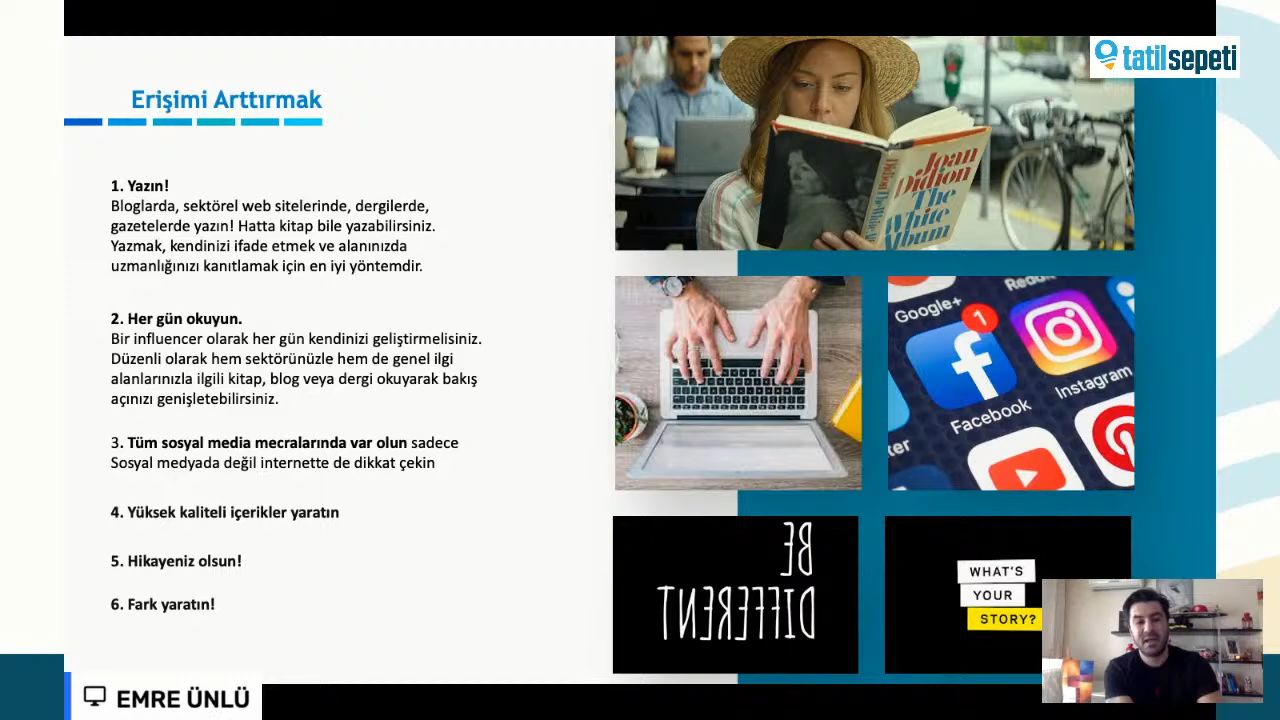 tatilsepeti
Erişimi Arttırmak
1. Yazın!
Bloglarda, sektörel web sitelerinde, dergilerde,
gazetelerde yazın! Hatta kitap bile yazabilirsiniz.
Yazmak, kendinizi ifade etmek ve alanınızda
uzmanlığınızı kanıtlamak için en iyi yöntemdir.
2. Her gün okuyun.
Bir influencer olarak her gün kendinizi geliştirmelisiniz.
Düzenli olarak hem sektörünüzle hem de genel ilgi
alanlarınızla ilgili kitap, blog veya dergi okuyarak bakış
açınızı genişletebilirsiniz.
3. Tüm sosyal media mecralarında var olun sadece
Sosyal medyada değil internette de dikkat çekin
4. Yüksek kaliteli içerikler yaratın
5. Hikayeniz olsun!
6. Fark yaratın!
Joan
Didion
The
White
Album
Google+
1
Facebook
Instagram
BE
DIFFERENT
WHAT'S
YOUR
STORY?
EMRE ÜNLÜ